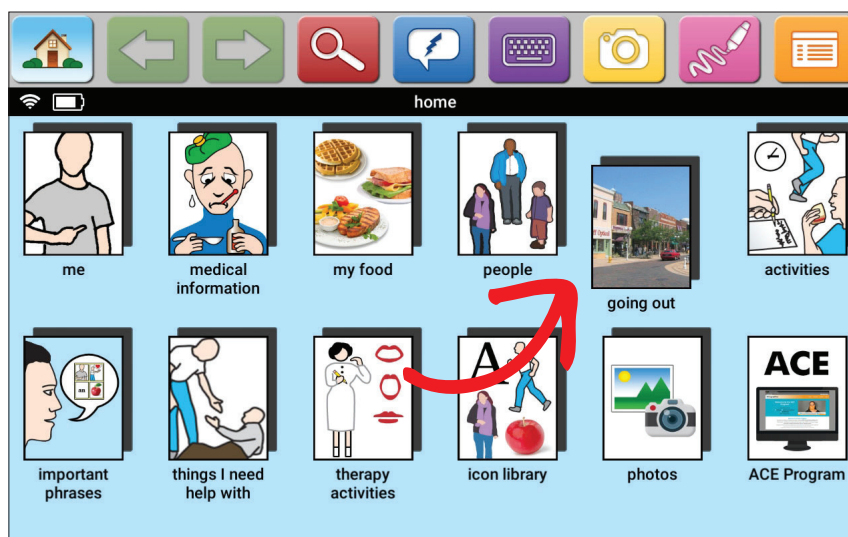 home
me
medical
information
my food
people
going out
activities
important
phrases
things I need
help with
therapy
activities
A
icon library
photos
ACE
ACE Program